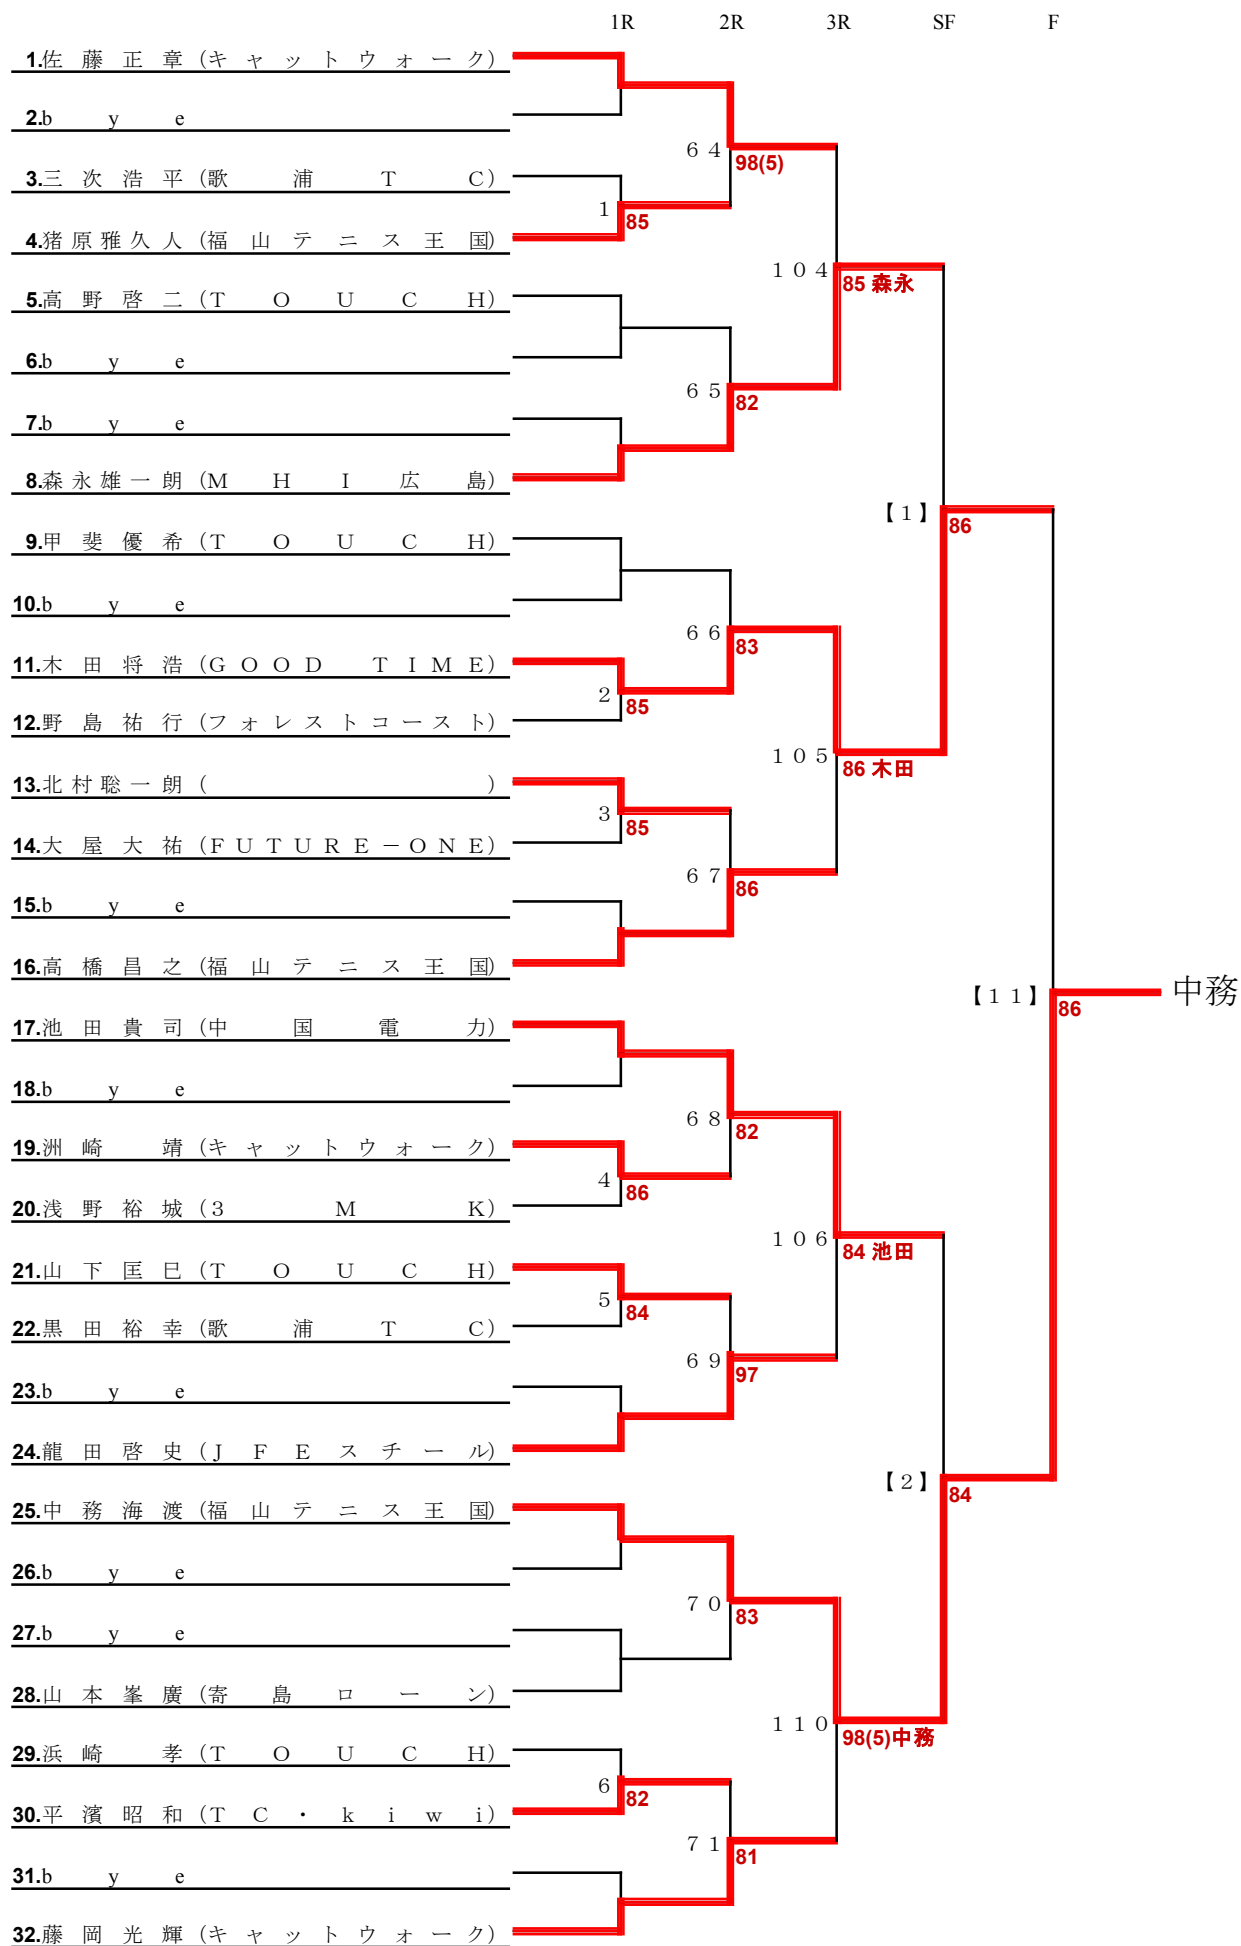 1R 2R 3R SF F
1.佐藤正章(キャットウォーク)
2.bye
64
98(5)
3.三次浩平(歌浦TC)
1
85
4.猪原雅久人(福山テニス王国)
104
85 森永
5.高野啓二(TOUCH)
6.bye
65
82
7.bye
8.森永雄一朗(MHI広島)
【1】
86
9.甲斐優希(TOUCH)
10.bye
66
83
11.木田将浩(GOOD TIME)
2
85
12.野島祐行(フォレストコースト)
105
86 木田
13.北村聡一朗( )
3
85
14.大屋大祐(FUTURE-ONE)
67
86
15.bye
16.高橋昌之(福山テニス王国)
【11】
86
中務
17.池田貴司(中国電力)
18.bye
68
82
19.洲崎 靖(キャットウォーク)
4
86
20.浅野裕城(3MK)
106
84 池田
21.山下匡巳(TOUCH)
5
84
22.黒田裕幸(歌浦TC)
69
97
23.bye
24.龍田啓史(JFEスチール)
【2】
84
25.中務海渡(福山テニス王国)
26.bye
70
83
27.bye
28.山本峯廣(寄島ローン)
110
98(5)中務
29.浜崎 孝(TOUCH)
6
82
30.平濱昭和(TC・kiwi)
71
81
31.bye
32.藤岡光輝(キャットウォーク)